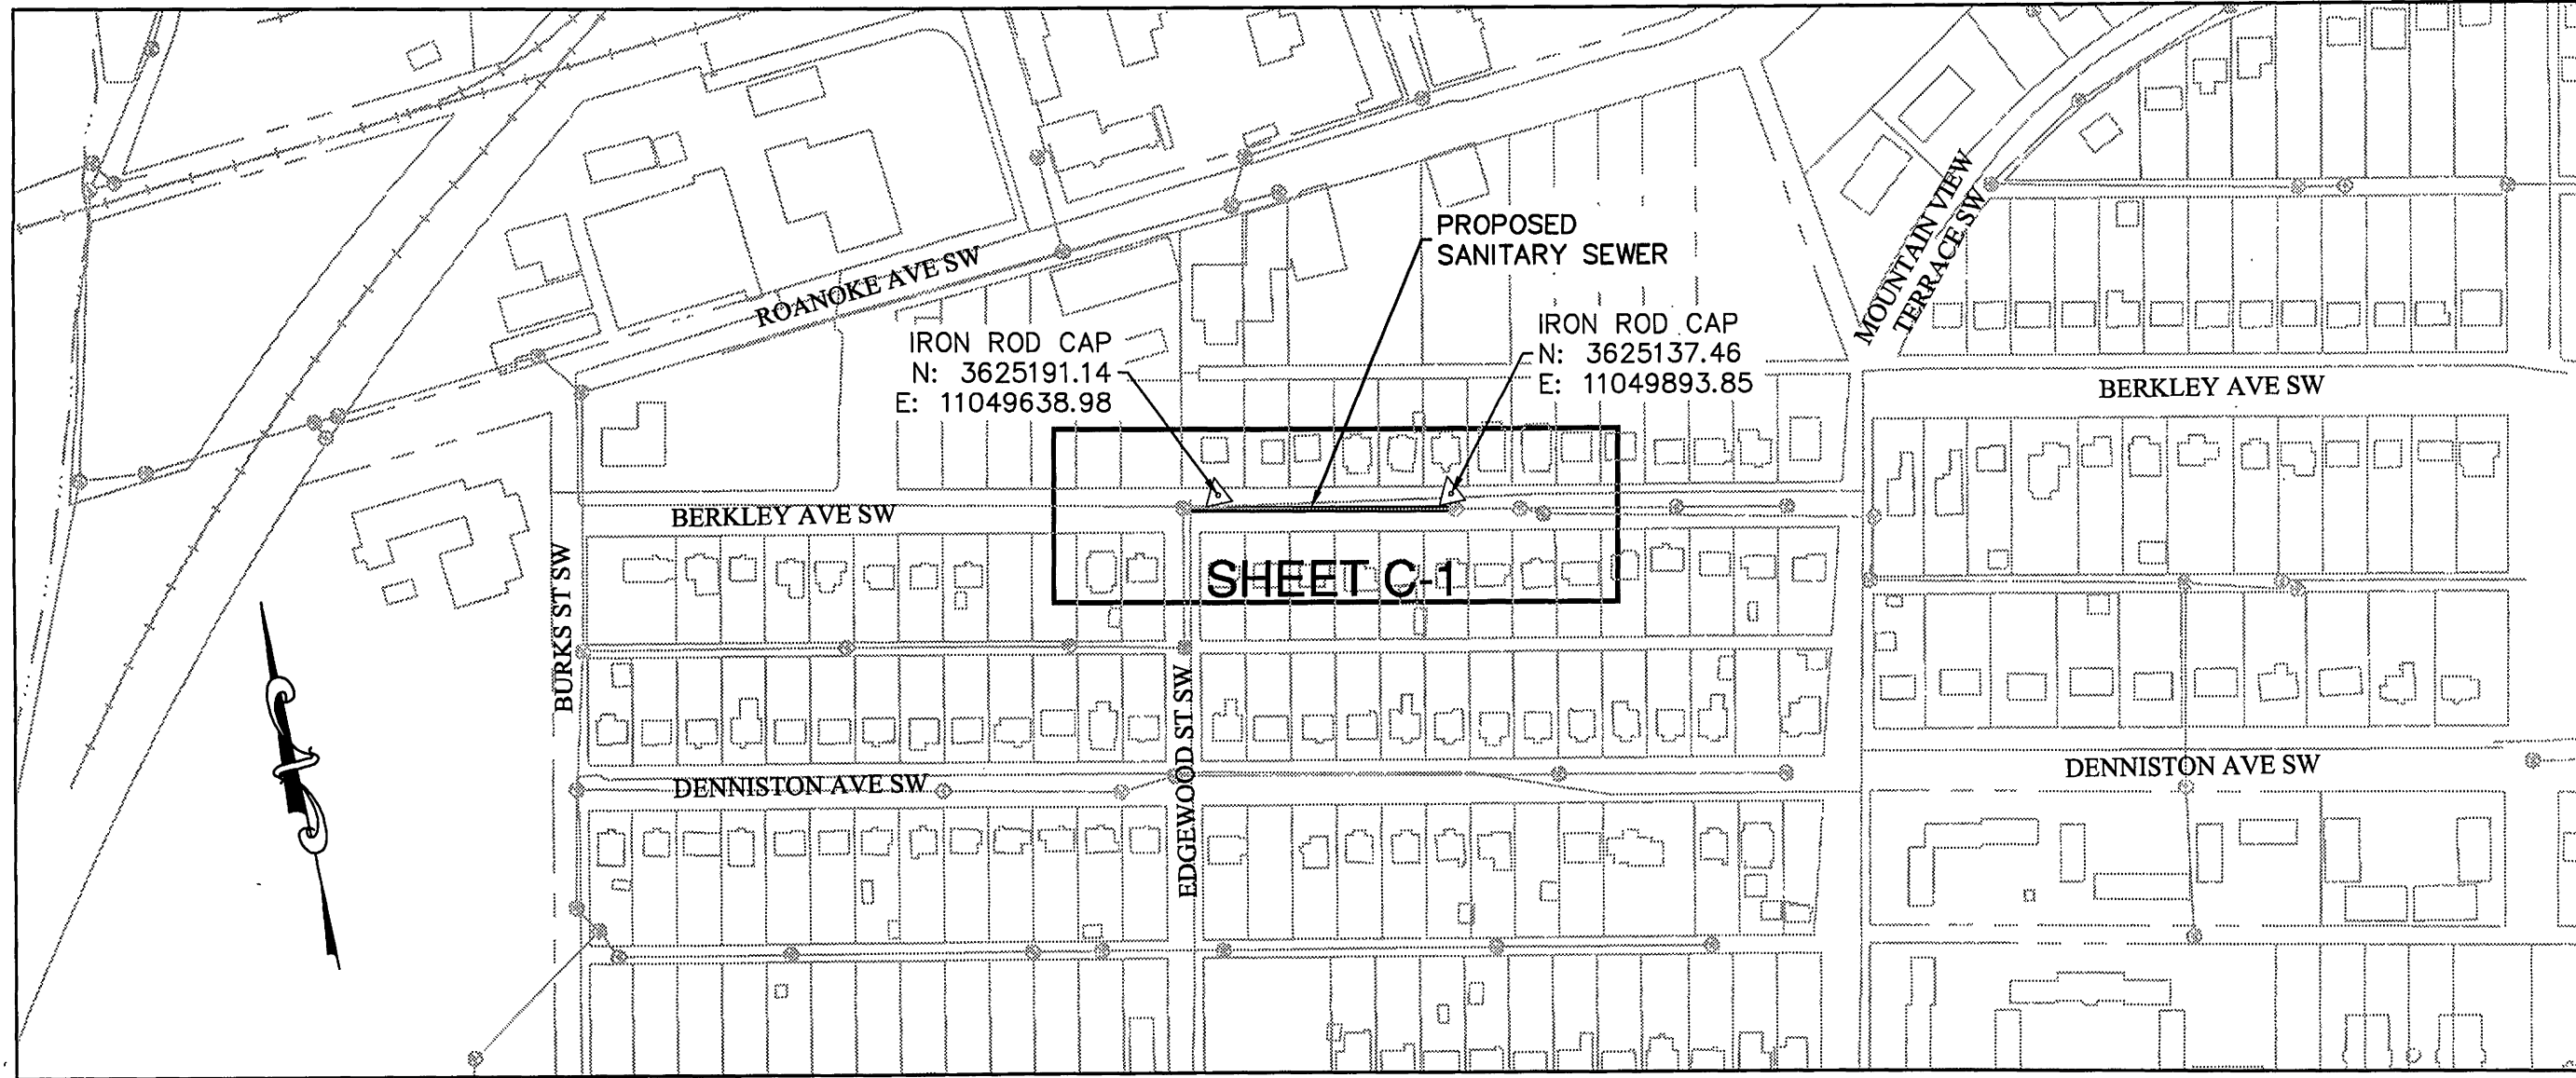 PROPOSED
SANITARY SEWER
MOUNTAIN VIEW
TERRACE SW
ROANOKE AVE SW
IRON ROD CAP
N: 3625191.14
E: 11049638.98
IRON ROD CAP
N: 3625137.46
E: 11049893.85
BERKLEY AVE SW
BERKLEY AVE SW
SHEET C-1
BURKS ST SW
EDGEWOOD ST SW
DENNISTON AVE SW
DENNISTON AVE SW